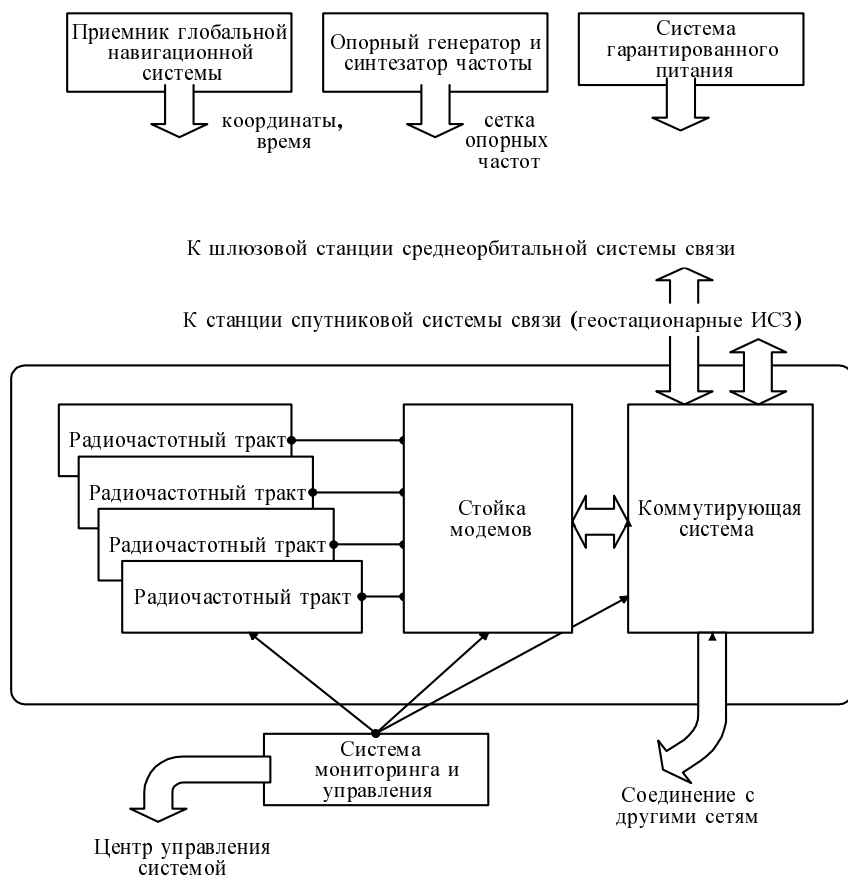 Приемник глобальной
навигационной
системы
Опорный генератор и
синтезатор частоты
Система
гарантированного
питания
координаты,
время
сетка
опорных
частот
К шлюзовой станции среднеорбитальной системы связи
К станции спутниковой системы связи (геостационарные ИСЗ)
Радиочастотный тракт
Радиочастотный тракт
Радиочастотный тракт
Радиочастотный тракт
Стойка
модемов
Коммутирующая
система
Система
мониторинга и
управления
Соединение с
другими сетям
Центр управления
системой